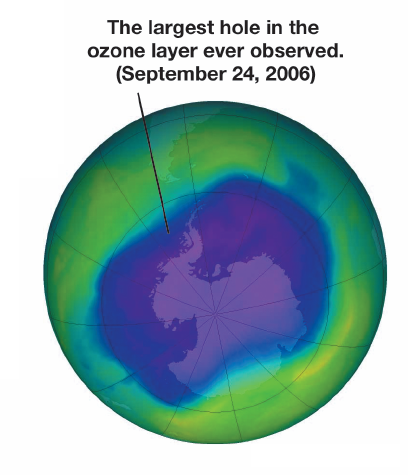 The largest hole in the
ozone layer ever observed.
(September 24, 2006)